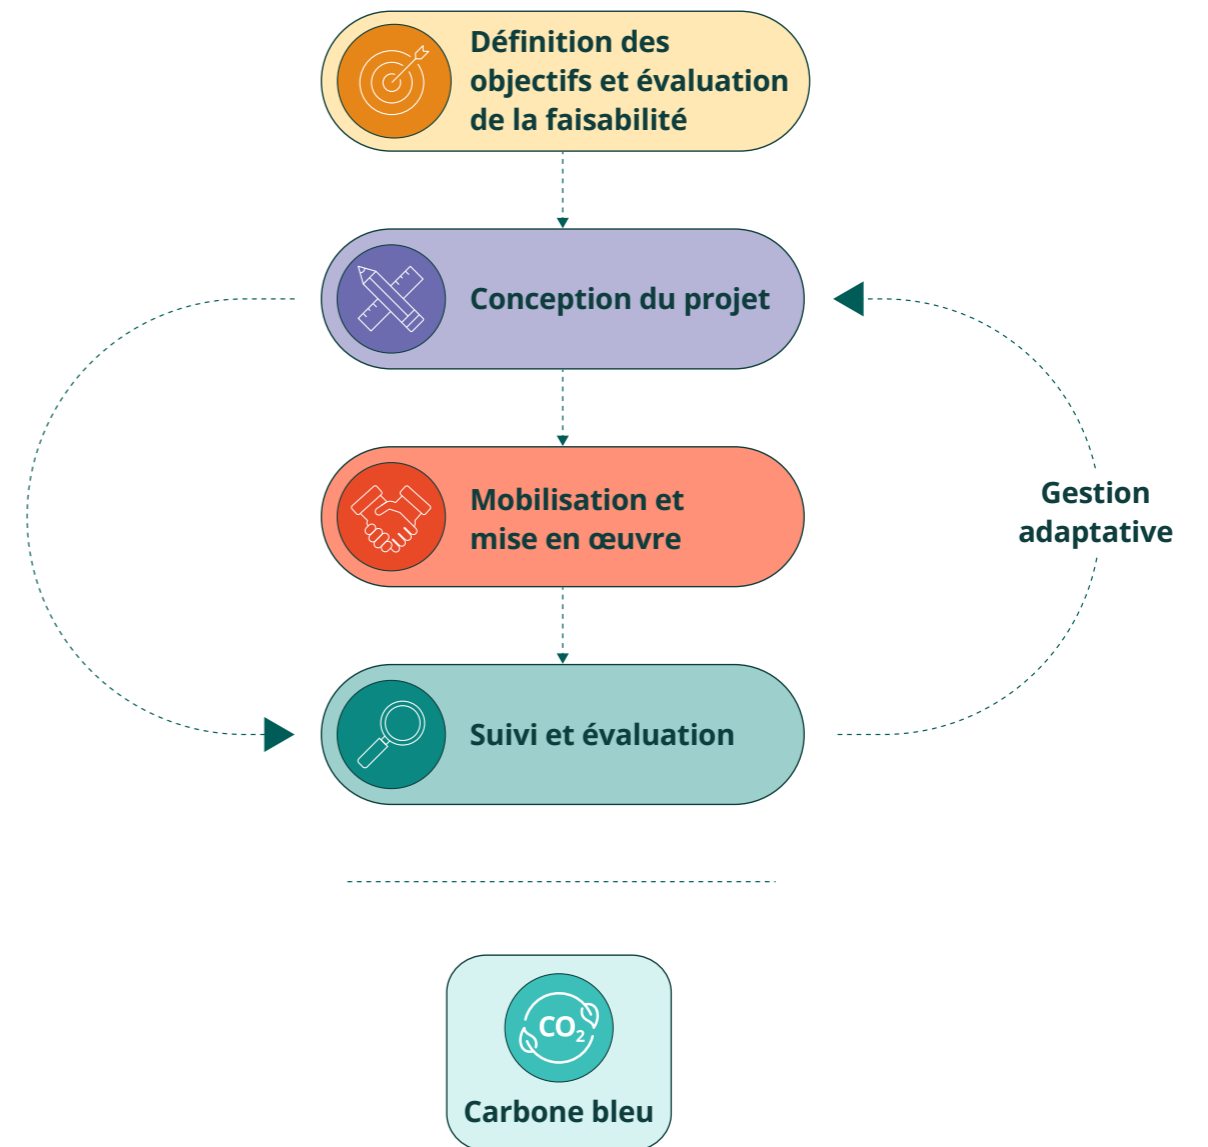 Définition des
objectifs et évaluation
de la faisabilité
Conception du projet
Mobilisation et
mise en œuvre
Gestion
adaptative
Suivi et évaluation
CO₂
Carbone bleu